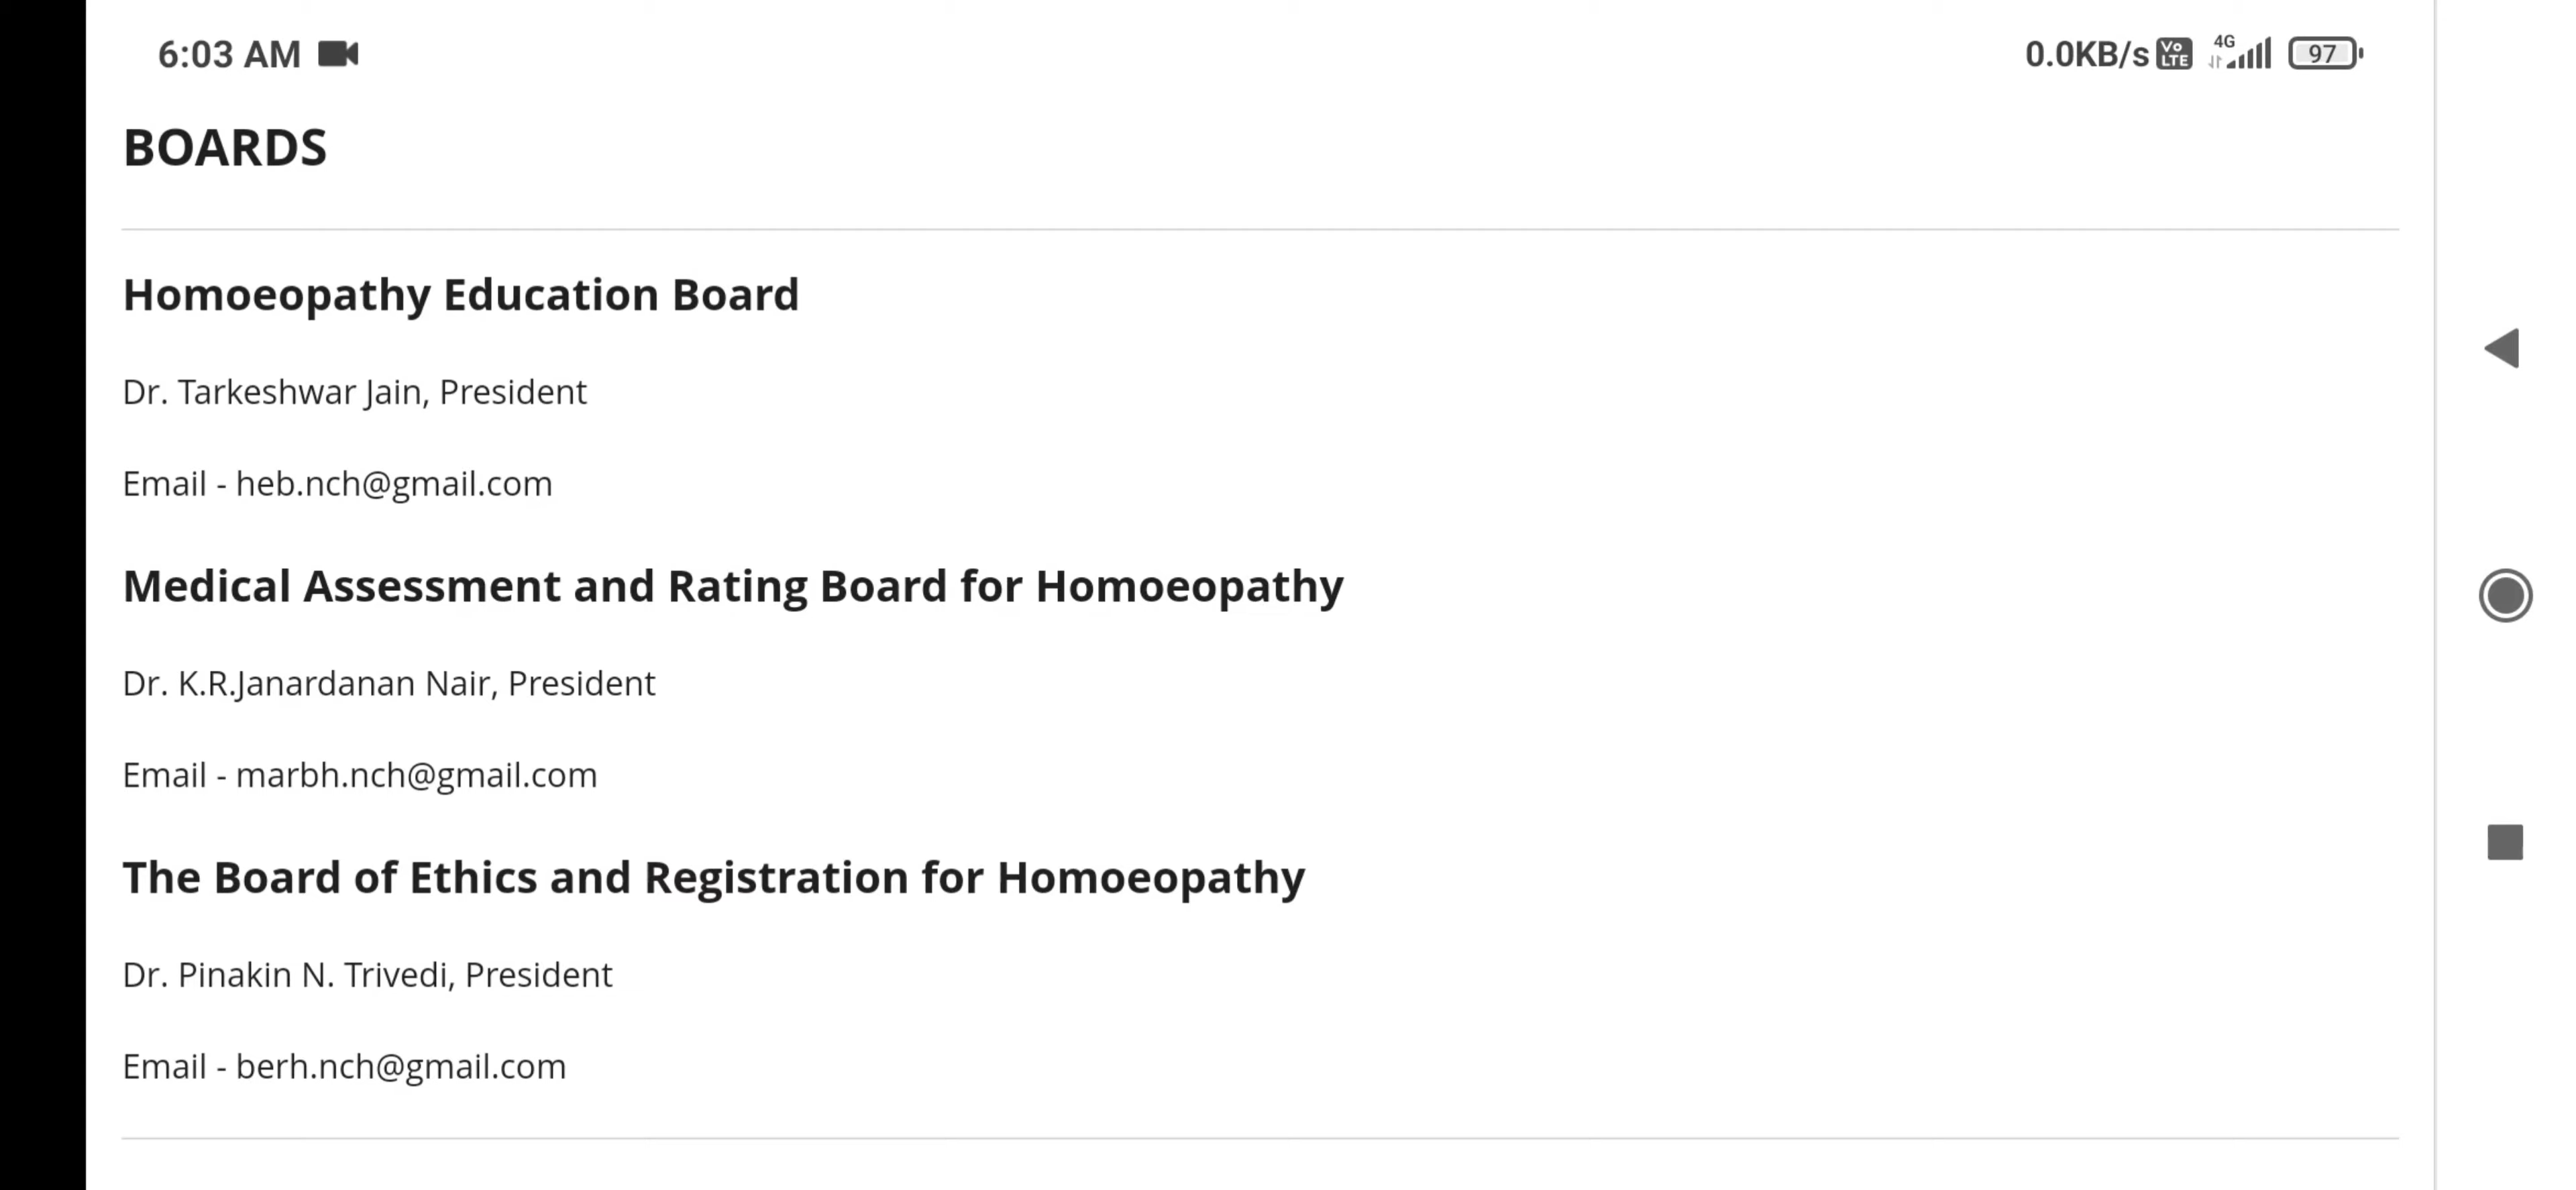 6:03 AM
0.0KB/s Vo LTE 4G 97
BOARDS
Homoeopathy Education Board
Dr. Tarkeshwar Jain, President
Email - heb.nch@gmail.com
Medical Assessment and Rating Board for Homoeopathy
Dr. K.R.Janardanan Nair, President
Email - marbh.nch@gmail.com
The Board of Ethics and Registration for Homoeopathy
Dr. Pinakin N. Trivedi, President
Email - berh.nch@gmail.com